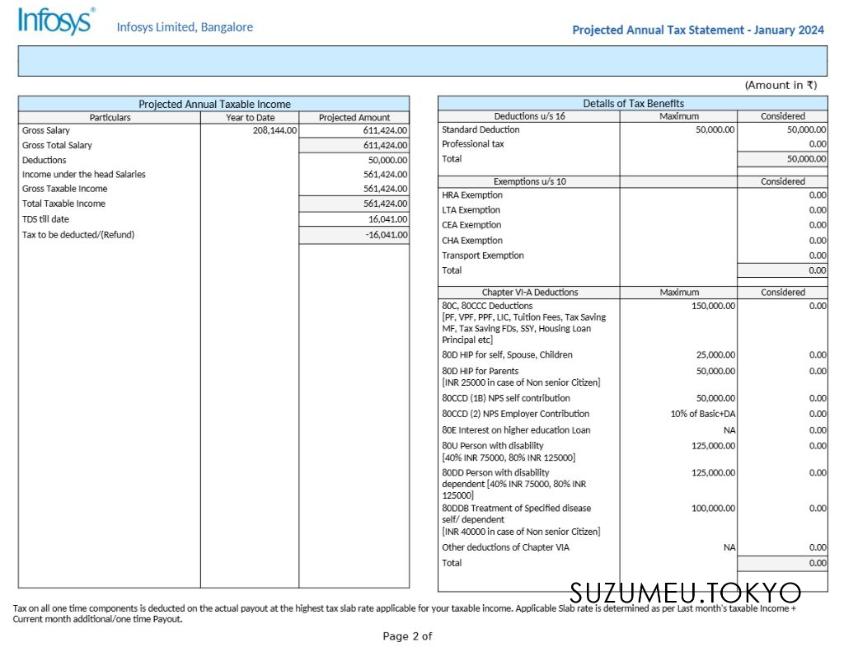 Infosys®
Infosys Limited, Bangalore
Projected Annual Tax Statement - January 2024
(Amount in ₹)
Projected Annual Taxable Income
Particulars Year to Date Projected Amount
Gross Salary 208,144.00 611,424.00
Gross Total Salary 611,424.00
Deductions 50,000.00
Income under the head Salaries 561,424.00
Gross Taxable Income 561,424.00
Total Taxable Income 561,424.00
TDS till date 16,041.00
Tax to be deducted/(Refund) -16,041.00
Details of Tax Benefits
Deductions u/s 16 Maximum Considered
Standard Deduction 50,000.00 50,000.00
Professional tax 0.00
Total 50,000.00
Exemptions u/s 10 Considered
HRA Exemption 0.00
LTA Exemption 0.00
CEA Exemption 0.00
CHA Exemption 0.00
Transport Exemption 0.00
Total 0.00
Chapter VI-A Deductions Maximum Considered
80C, 80CCC Deductions 150,000.00 0.00
[PF, VPF, PPF, LIC, Tuition Fees, Tax Saving
MF, Tax Saving FDs, SSY, Housing Loan
Principal etc]
80D HIP for self, Spouse, Children 25,000.00 0.00
80D HIP for Parents 50,000.00 0.00
[INR 25000 in case of Non senior Citizen]
80CCD (1B) NPS self contribution 50,000.00 0.00
80CCD (2) NPS Employer Contribution 10% of Basic+DA 0.00
80E Interest on higher education Loan NA 0.00
80U Person with disability 125,000.00 0.00
[40% INR 75000, 80% INR 125000]
80DD Person with disability 125,000.00 0.00
dependent [40% INR 75000, 80% INR
125000]
80DDB Treatment of Specified disease 100,000.00 0.00
self/ dependent
[INR 40000 in case of Non senior Citizen]
Other deductions of Chapter VIA NA 0.00
Total 0.00
SUZUMEU.TOKYO
Tax on all one time components is deducted on the actual payout at the highest tax slab rate applicable for your taxable income. Applicable Slab rate is determined as per Last month's taxable Income +
Current month additional/one time Payout.
Page 2 of